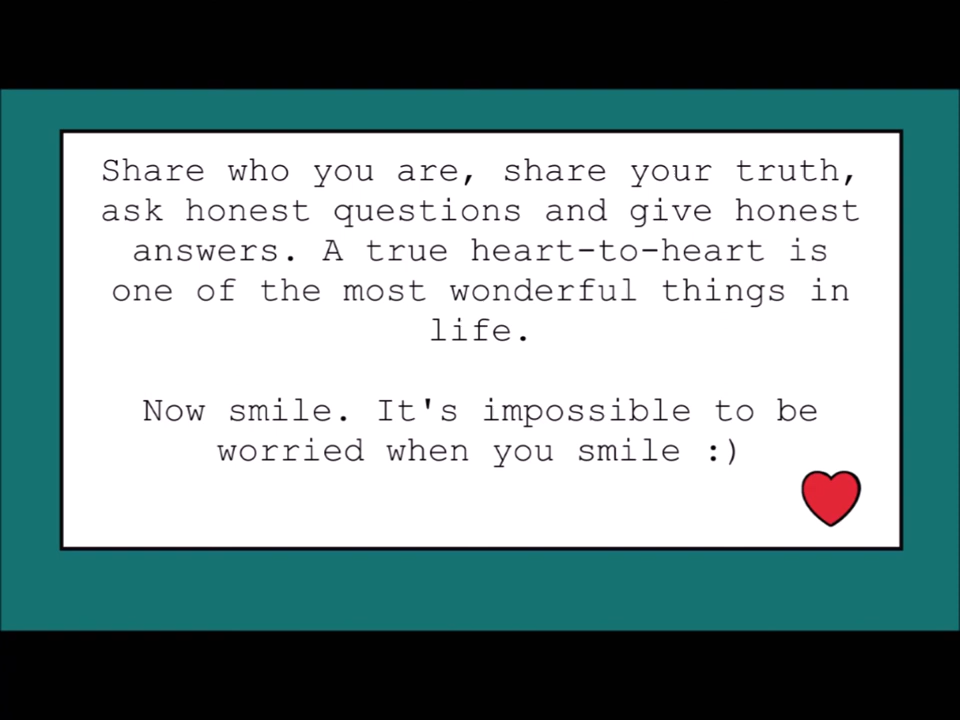 Share who you are, share your truth,
ask honest questions and give honest
answers. A true heart-to-heart is
one of the most wonderful things in
life.
Now smile. It's impossible to be
worried when you smile :)